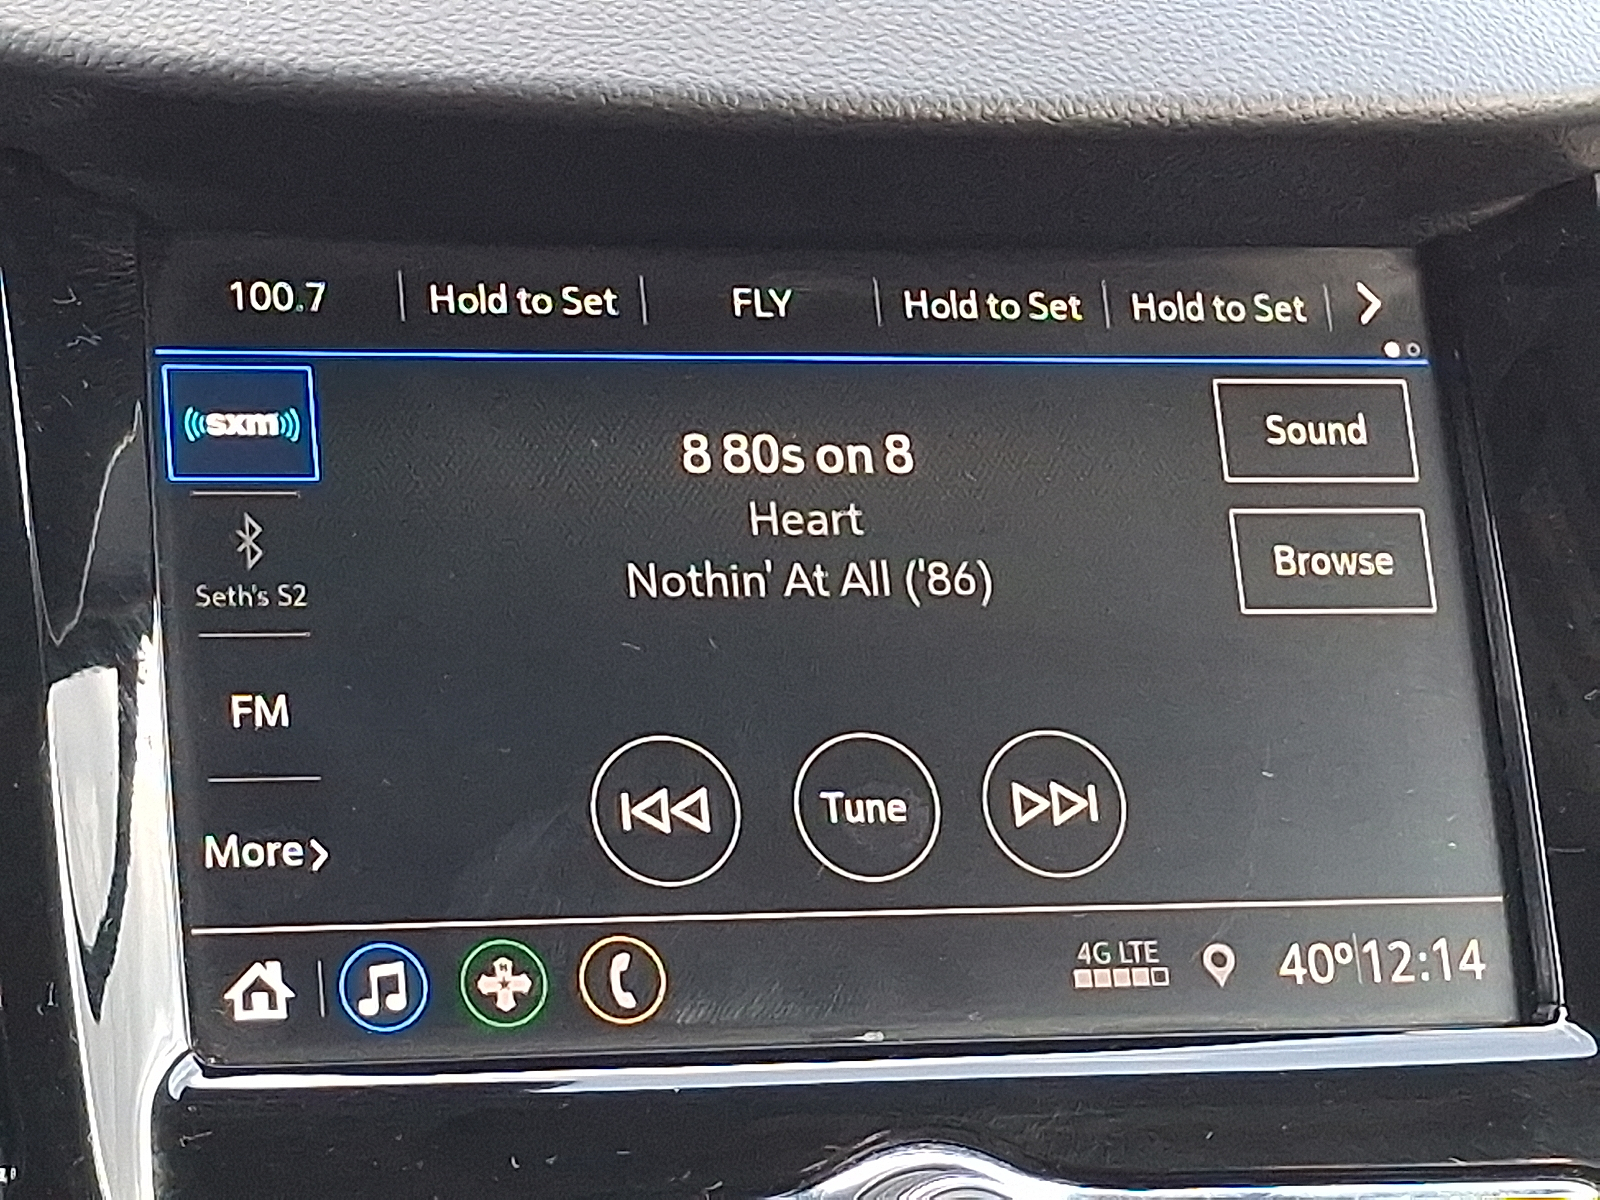 100.7 | Hold to Set | FLY | Hold to Set | Hold to Set |
sxm
8 80s on 8
Sound
Heart
Nothin' At All ('86)
Browse
Seth's S2
FM
Tune
More
4G LTE
40° 12:14